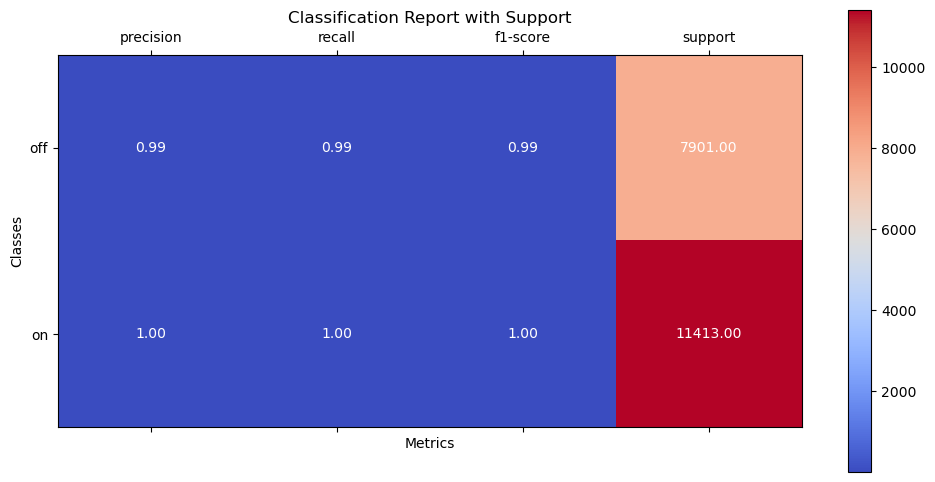 Classification Report with Support
precision recall f1-score support
off 0.99 0.99 0.99 7901.00
on 1.00 1.00 1.00 11413.00
Classes
Metrics
10000
8000
6000
4000
2000